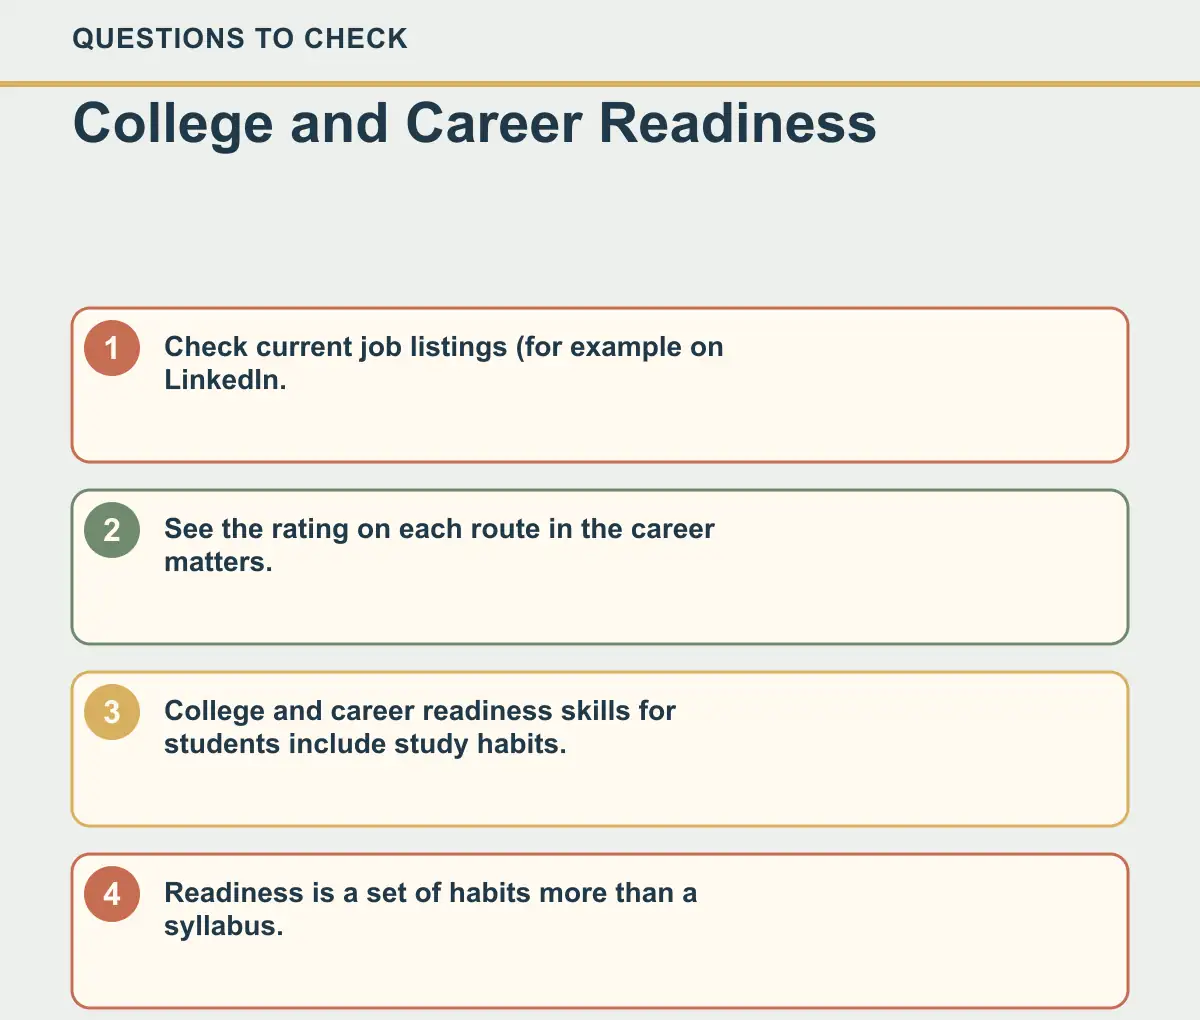 QUESTIONS TO CHECK
College and Career Readiness
1
Check current job listings (for example on
LinkedIn.
2
See the rating on each route in the career
matters.
3
College and career readiness skills for
students include study habits.
4
Readiness is a set of habits more than a
syllabus.